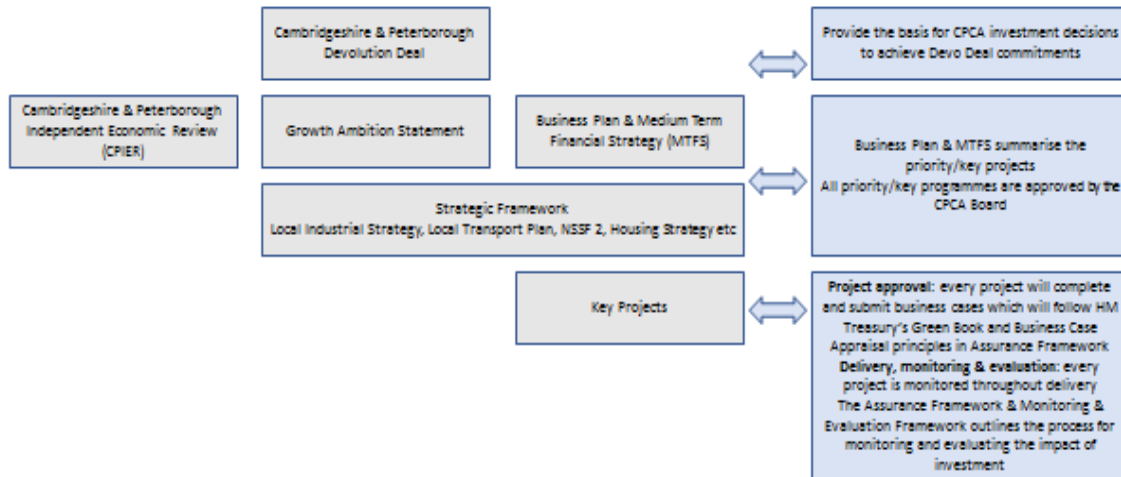 Cambridgeshire & Peterborough
Devolution Deal
Provide the basis for CPCA investment decisions
to achieve Devo Deal commitments
Cambridgeshire & Peterborough
Independent Economic Review
(CPIER)
Growth Ambition Statement
Business Plan & Medium Term
Financial Strategy (MTFS)
Business Plan & MTFS summarise the
priority/key projects
All priority/key programmes are approved by the
CPCA Board
Strategic Framework
Local Industrial Strategy, Local Transport Plan, NSSF 2, Housing Strategy etc
Key Projects
Project approval: every project will complete
and submit business cases which will follow HM
Treasury's Green Book and Business Case
Appraisal principles in Assurance Framework
Delivery, monitoring & evaluation: every
project is monitored throughout delivery
The Assurance Framework & Monitoring &
Evaluation Framework outlines the process for
monitoring and evaluating the impact of
investment